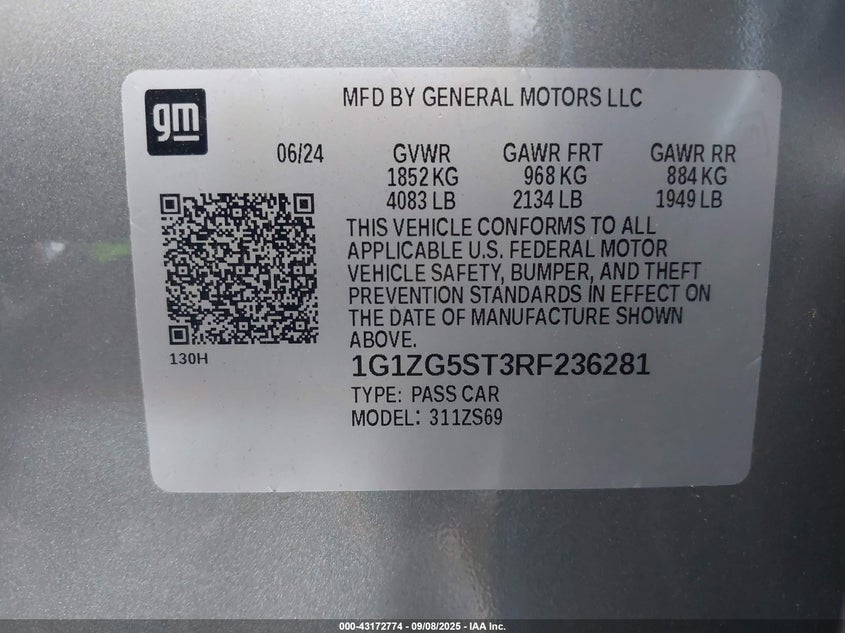 gm
MFD BY GENERAL MOTORS LLC
06/24 GVWR GAWR FRT GAWR RR
1852 KG 968 KG 884 KG
4083 LB 2134 LB 1949 LB
THIS VEHICLE CONFORMS TO ALL
APPLICABLE U.S. FEDERAL MOTOR
VEHICLE SAFETY, BUMPER, AND THEFT
PREVENTION STANDARDS IN EFFECT ON
THE DATE OF MANUFACTURE SHOWN
ABOVE.
130H
1G1ZG5ST3RF236281
TYPE: PASS CAR
MODEL: 311ZS69
000-43172774 - 09/08/2025 - IAA Inc.